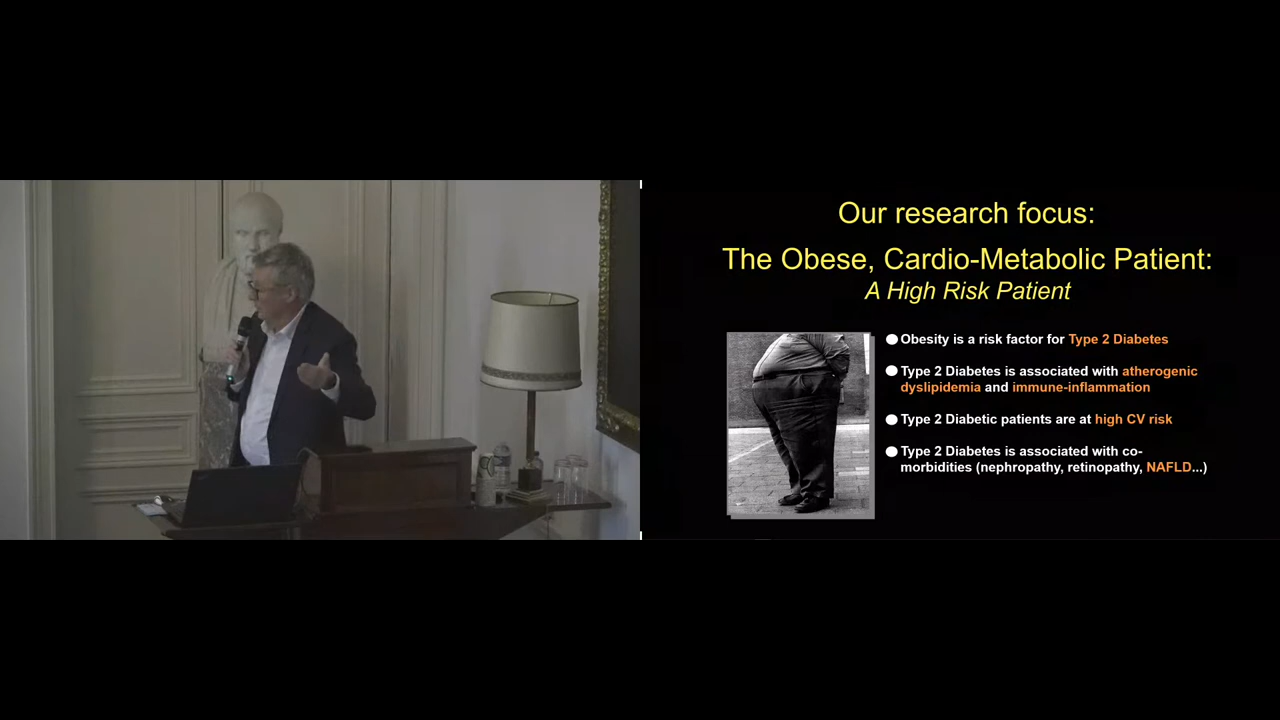 Our research focus:
The Obese, Cardio-Metabolic Patient:
A High Risk Patient
Obesity is a risk factor for Type 2 Diabetes
Type 2 Diabetes is associated with atherogenic
dyslipidemia and immune-inflammation
Type 2 Diabetic patients are at high CV risk
Type 2 Diabetes is associated with co-
morbidities (nephropathy, retinopathy, NAFLD...)